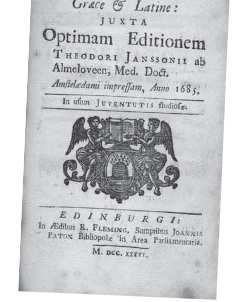 Græce & Latine:
JUXTA
Optimam Editionem
THEODORI JANSSONII ab
Almeloveen, Med. Doct.
Amstelædami impressam, Anno 1685.
In usum JUVENTUTIS studiosæ.
EDINBURGI:
In Ædibus R. FLEMING, Sumptibus JOANNIS
PATON Bibliopolæ in Area Parliamentaria.
M. DCC.